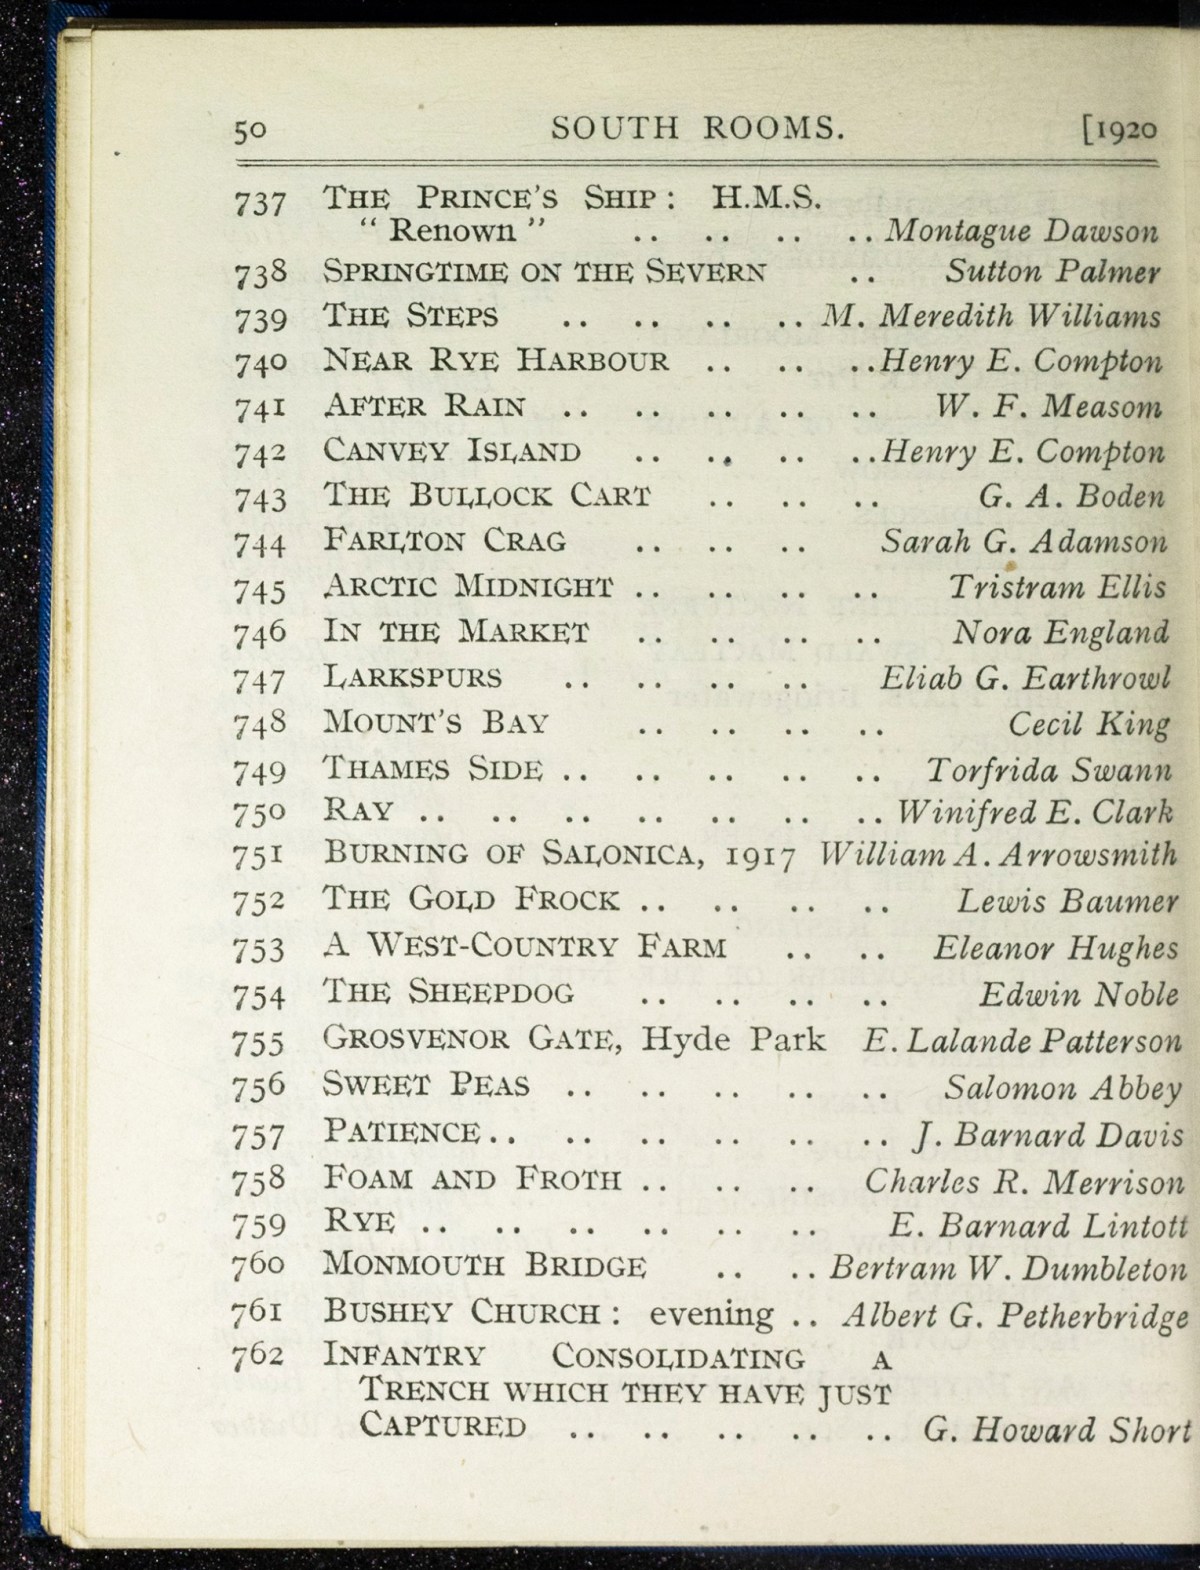 50 SOUTH ROOMS. [1920
737 THE PRINCE'S SHIP: H.M.S.
“Renown” .. .. .. .. Montague Dawson
738 SPRINGTIME ON THE SEVERN .. Sutton Palmer
739 THE STEPS .. .. .. .. M. Meredith Williams
740 NEAR RYE HARBOUR .. .. .. Henry E. Compton
741 AFTER RAIN .. .. .. .. .. W. F. Measom
742 CANVEY ISLAND .. .. .. .. Henry E. Compton
743 THE BULLOCK CART .. .. .. G. A. Boden
744 FARLTON CRAG .. .. .. Sarah G. Adamson
745 ARCTIC MIDNIGHT .. .. .. .. Tristram Ellis
746 IN THE MARKET .. .. .. .. Nora England
747 LARKSPURS .. .. .. .. Eliab G. Earthrowl
748 MOUNT'S BAY .. .. .. .. Cecil King
749 THAMES SIDE .. .. .. .. .. Torfrida Swann
750 RAY .. .. .. .. .. .. .. Winifred E. Clark
751 BURNING OF SALONICA, 1917 William A. Arrowsmith
752 THE GOLD FROCK .. .. .. .. Lewis Baumer
753 A WEST-COUNTRY FARM .. .. Eleanor Hughes
754 THE SHEEPDOG .. .. .. .. Edwin Noble
755 GROSVENOR GATE, Hyde Park E. Lalande Patterson
756 SWEET PEAS .. .. .. .. .. Salomon Abbey
757 PATIENCE .. .. .. .. .. .. J. Barnard Davis
758 FOAM AND FROTH .. .. .. Charles R. Merrison
759 RYE .. .. .. .. .. .. E. Barnard Lintott
760 MONMOUTH BRIDGE .. .. Bertram W. Dumbleton
761 BUSHEY CHURCH: evening .. Albert G. Petherbridge
762 INFANTRY CONSOLIDATING A
TRENCH WHICH THEY HAVE JUST
CAPTURED .. .. .. .. .. G. Howard Short